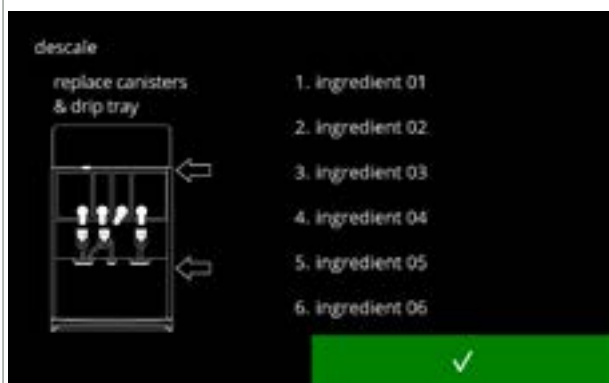 descale
replace canisters
& drip tray
1. ingredient 01
2. ingredient 02
3. ingredient 03
4. ingredient 04
5. ingredient 05
6. ingredient 06